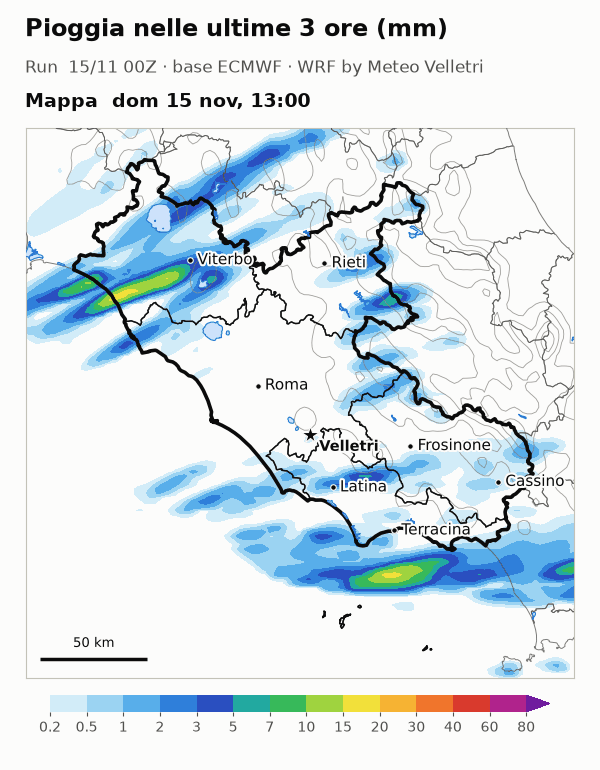 Pioggia nelle ultime 3 ore (mm)
Run  15/11 00Z · base ECMWF · WRF by Meteo Velletri
Mappa  dom 15 nov, 13:00
Viterbo
Rieti
Roma
Velletri
Frosinone
Latina
Cassino
Terracina
50 km
0.2 0.5 1 2 3 5 7 10 15 20 30 40 60 80